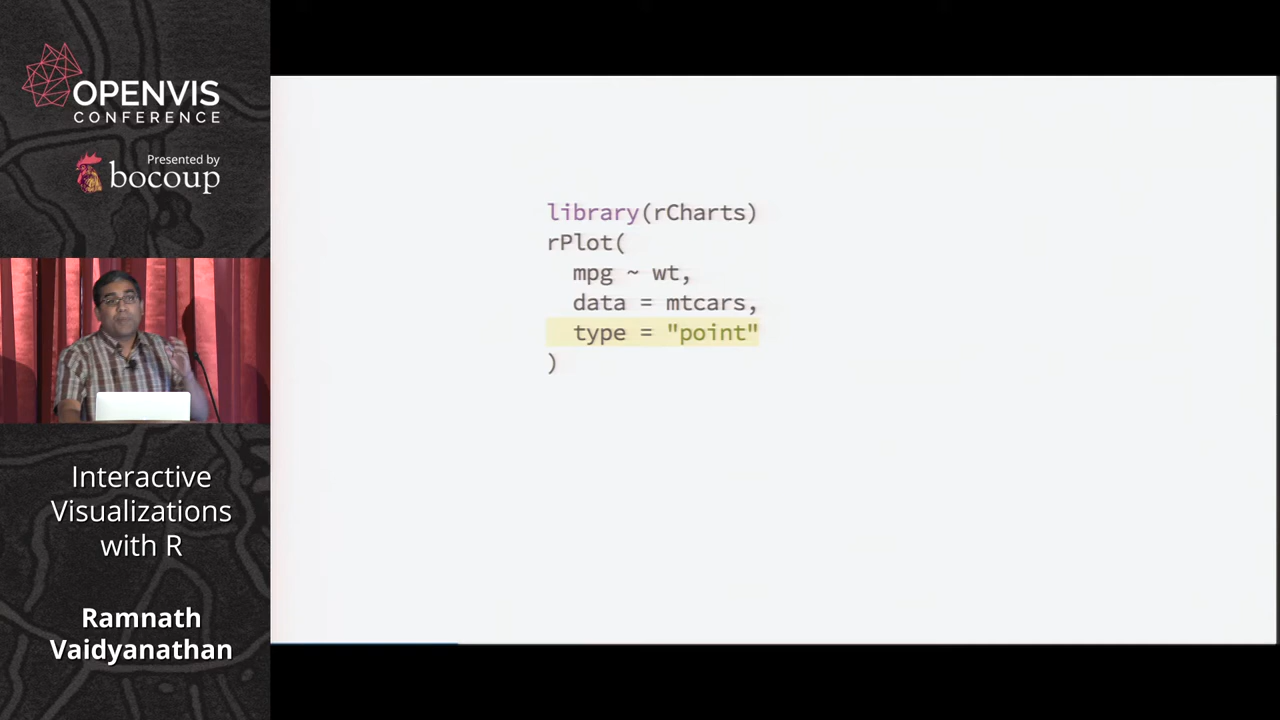 OPENVIS
CONFERENCE
Presented by
bocoup
Interactive
Visualizations
with R
Ramnath
Vaidyanathan
library(rCharts)
rPlot(
  mpg ~ wt,
  data = mtcars,
  type = "point"
)